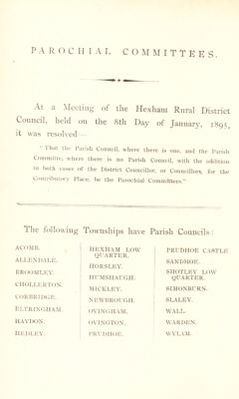 PAROCHIAL COMMITTEES.
At a Meeting of the Hexham Rural District
Council, held on the 8th Day of January, 1895,
it was resolved—
"That the Parish Council, where there is one, and the Parish
Committee, where there is no Parish Council, with the addition
in both cases of the District Councillor, or Councillors, for the
Contributory Place, be the Parochial Committees."
The following Townships have Parish Councils:
ACOMB.
ALLENDALE.
BROOMLEY.
CHOLLERTON.
CORBRIDGE.
ELTRINGHAM.
HAYDON.
HEDLEY.
HEXHAM LOW
QUARTER.
HORSLEY.
HUMSHAUGH.
MICKLEY.
NEWBROUGH.
OVINGHAM.
OVINGTON.
PRUDHOE.
PRUDHOE CASTLE
SANDHOE.
SHOTLEY LOW
QUARTER.
SIMONBURN.
SLALEY.
WALL.
WARDEN.
WYLAM.